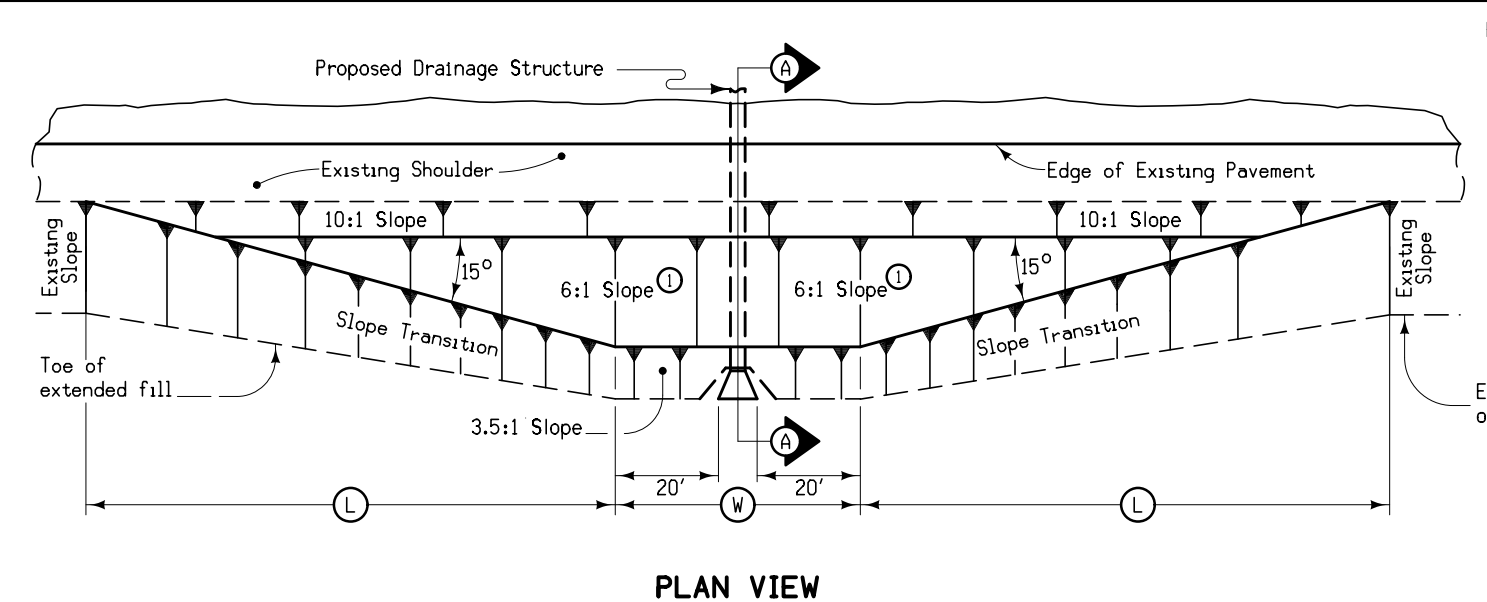 Proposed Drainage Structure
A
Existing Shoulder
Edge of Existing Pavement
Existing
Slope
10:1 Slope
10:1 Slope
Existing
Slope
15°
6:1 Slope 1
6:1 Slope 1
15°
Slope Transition
Slope Transition
Toe of
extended fill
3.5:1 Slope
A
20'
20'
L
W
L
PLAN VIEW